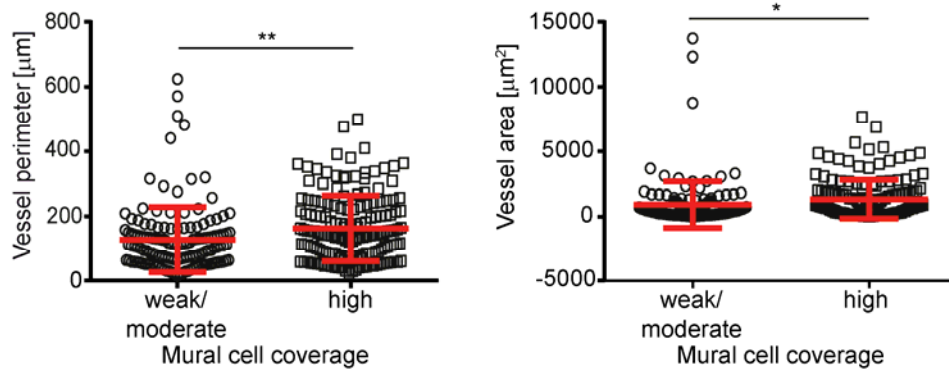 800
600
400
200
0
Vessel perimeter [μm]
**
weak/
moderate
high
Mural cell coverage
15000
10000
5000
0
-5000
Vessel area [μm²]
*
weak/
moderate
high
Mural cell coverage